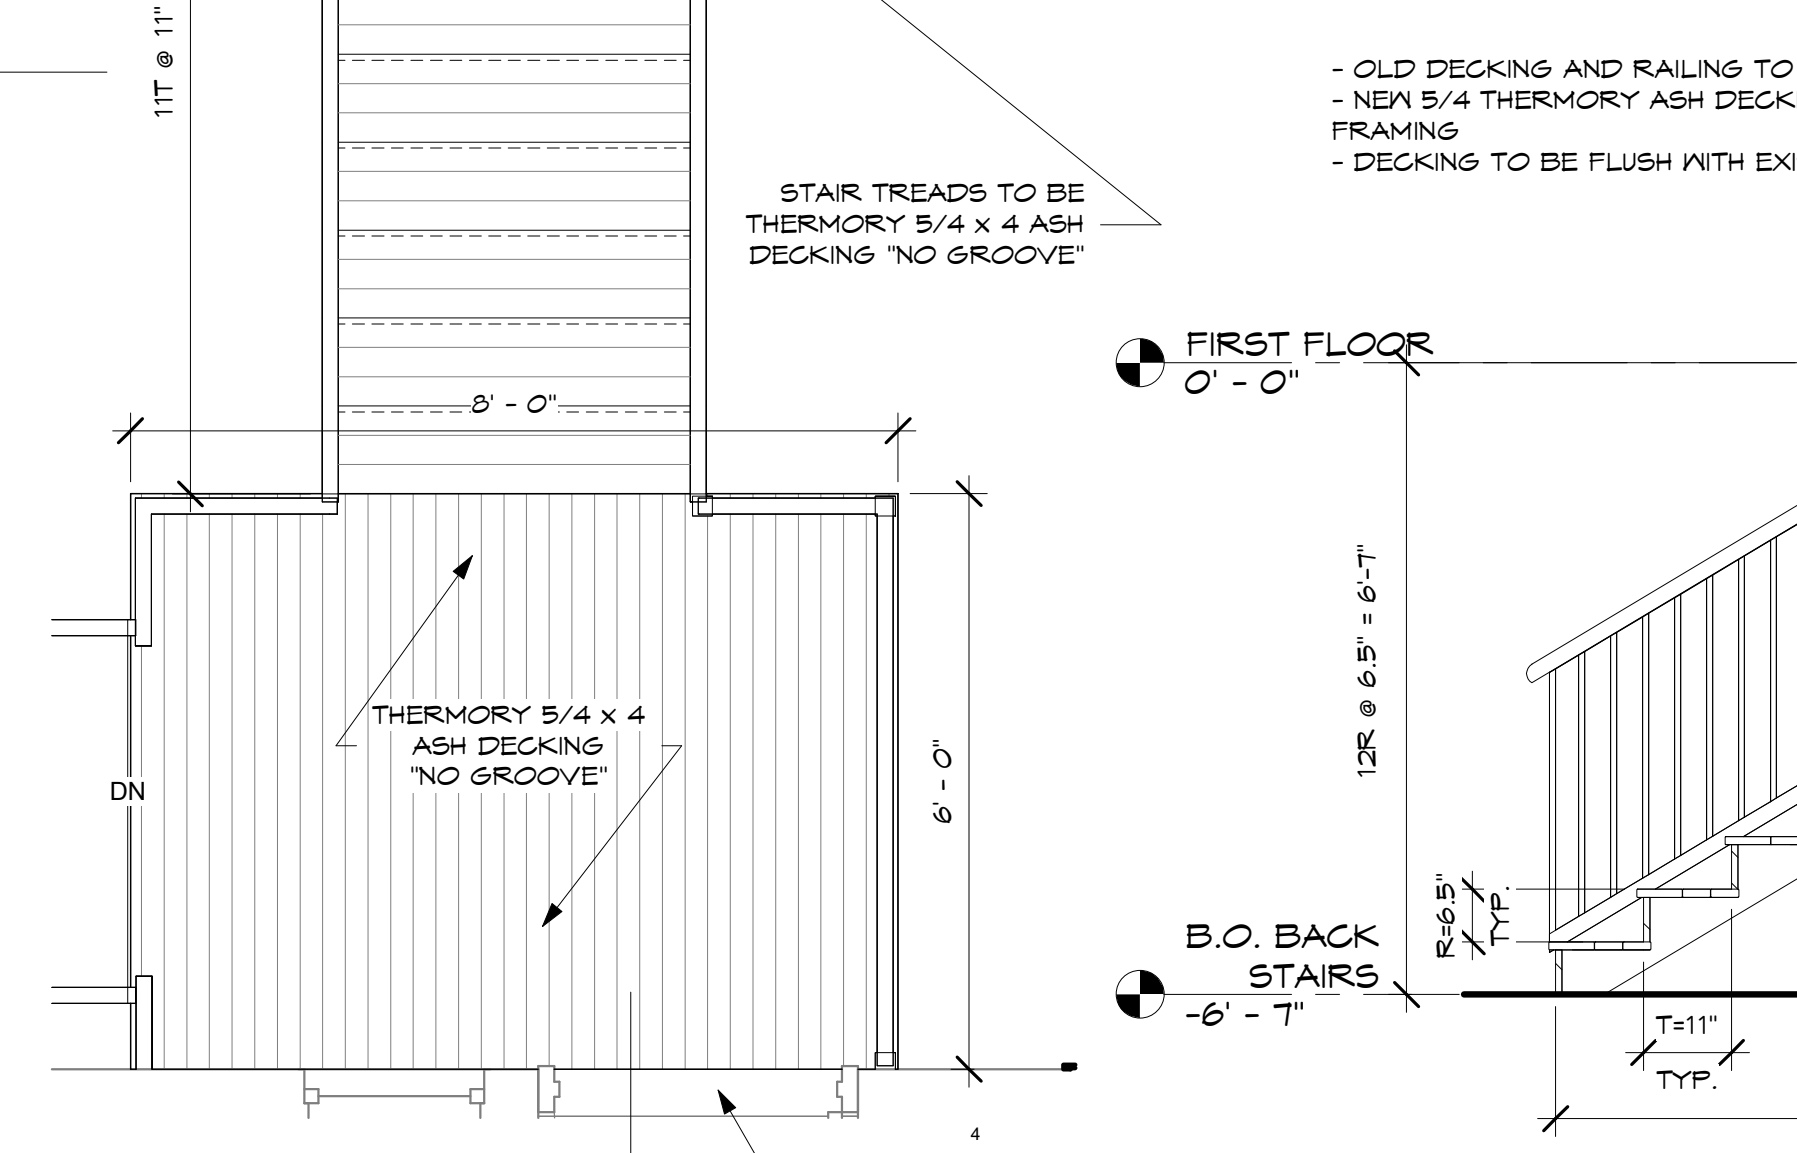 11T @ 11"
- OLD DECKING AND RAILING TO
- NEW 5/4 THERMORY ASH DECKI
FRAMING
- DECKING TO BE FLUSH WITH EXI
STAIR TREADS TO BE
THERMORY 5/4 x 4 ASH
DECKING "NO GROOVE"
FIRST FLOOR
0' - 0"
8' - 0"
THERMORY 5/4 x 4
ASH DECKING
"NO GROOVE"
DN
6' - 0"
12R @ 6.5" = 6'-7"
R=6.5"
TYP.
B.O. BACK
STAIRS
-6' - 7"
T=11"
TYP.
4